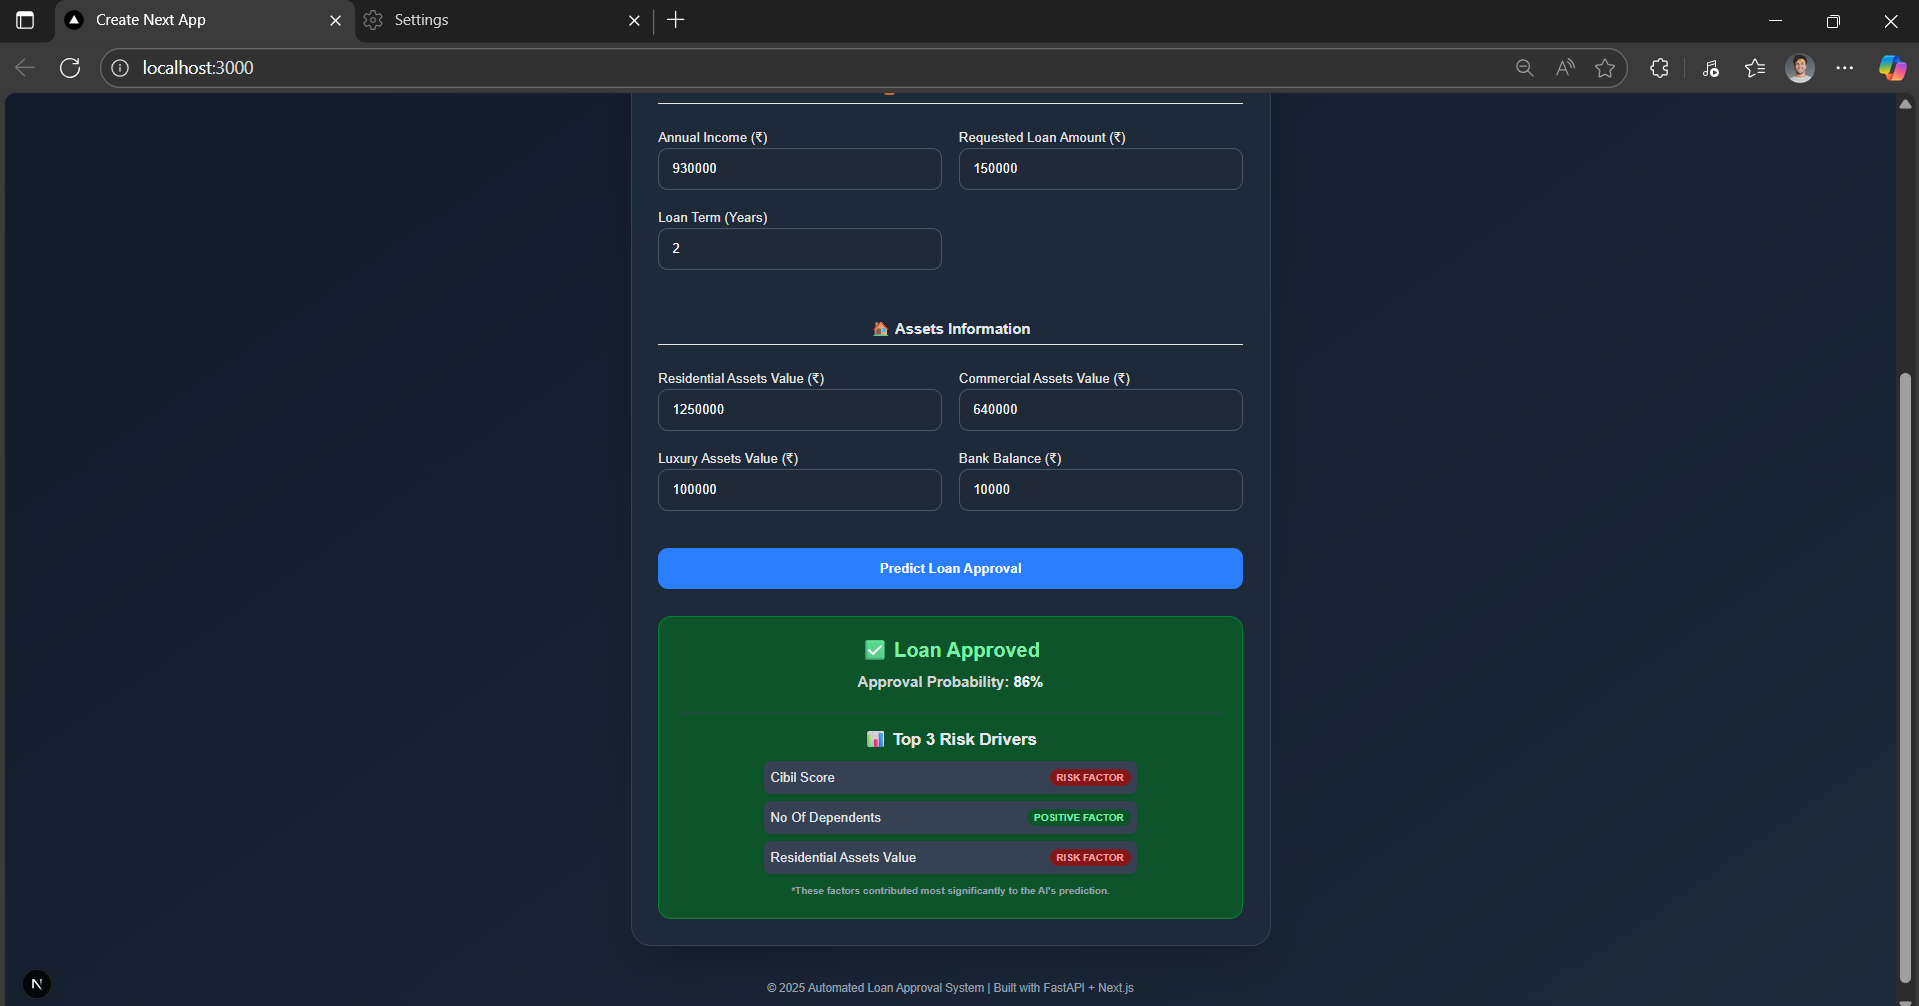 Create Next App
Settings
localhost:3000
Annual Income (₹) Requested Loan Amount (₹)
930000 150000
Loan Term (Years)
2
🏠 Assets Information
Residential Assets Value (₹) Commercial Assets Value (₹)
1250000 640000
Luxury Assets Value (₹) Bank Balance (₹)
100000 10000
Predict Loan Approval
✅ Loan Approved
Approval Probability: 86%
📊 Top 3 Risk Drivers
Cibil Score RISK FACTOR
No Of Dependents POSITIVE FACTOR
Residential Assets Value RISK FACTOR
*These factors contributed most significantly to the AI's prediction.
N
© 2025 Automated Loan Approval System | Built with FastAPI + Next.js